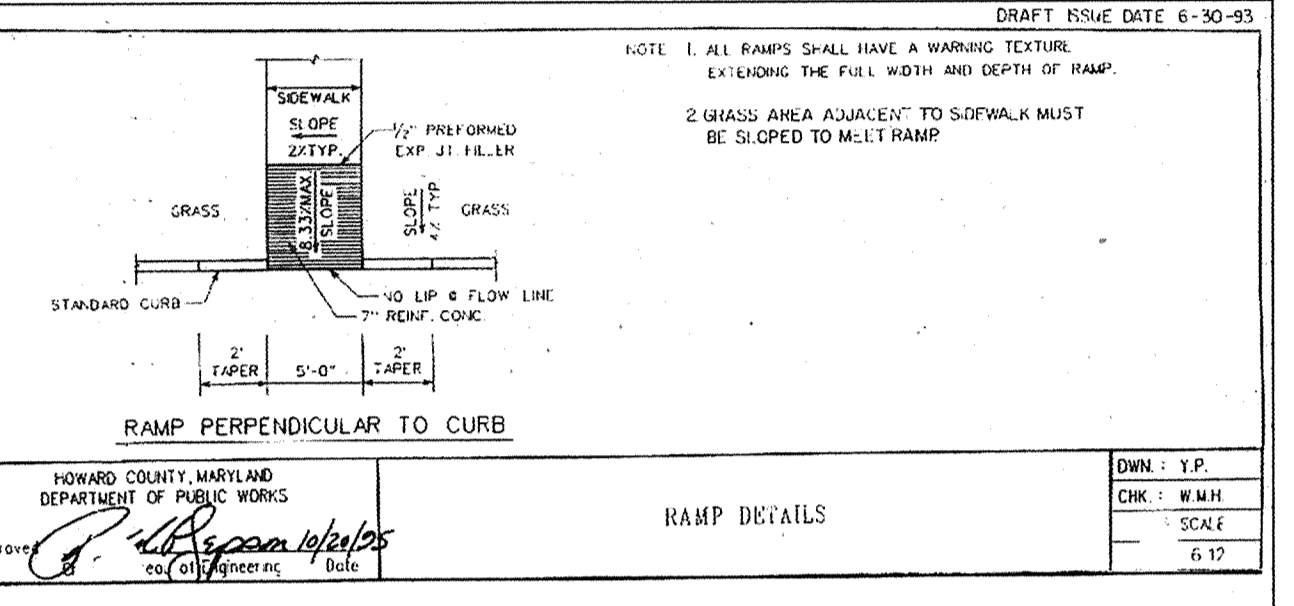 DRAFT ISSUE DATE 6-30-93
NOTE 1. ALL RAMPS SHALL HAVE A WARNING TEXTURE
EXTENDING THE FULL WIDTH AND DEPTH OF RAMP.
2. GRASS AREA ADJACENT TO SIDEWALK MUST
BE SLOPED TO MEET RAMP.
SIDEWALK
SLOPE
2% TYP.
1/2" PREFORMED
EXP. JT. FILLER
GRASS
8.33% MAX.
SLOPE
SLOPE
4% TYP
GRASS
STANDARD CURB
NO LIP @ FLOW LINE
7" REINF. CONC.
2'
TAPER
5'-0"
2'
TAPER
RAMP PERPENDICULAR TO CURB
HOWARD COUNTY, MARYLAND
DEPARTMENT OF PUBLIC WORKS
10/20/95
of Engineering Date
RAMP DETAILS
DWN. : Y.P.
CHK. : W.M.H.
SCALE
6 12